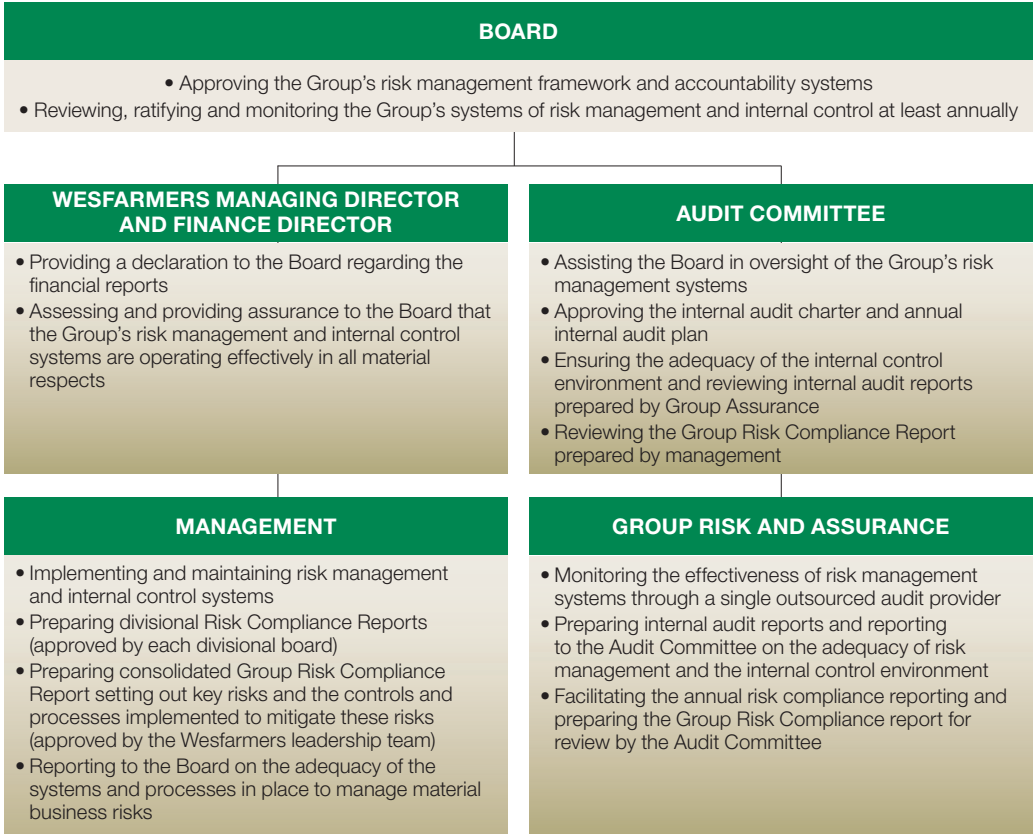 BOARD
• Approving the Group’s risk management framework and accountability systems
• Reviewing, ratifying and monitoring the Group’s systems of risk management and internal control at least annually
WESFARMERS MANAGING DIRECTOR
AND FINANCE DIRECTOR
• Providing a declaration to the Board regarding the
financial reports
• Assessing and providing assurance to the Board that
the Group’s risk management and internal control
systems are operating effectively in all material
respects
AUDIT COMMITTEE
• Assisting the Board in oversight of the Group’s risk
management systems
• Approving the internal audit charter and annual
internal audit plan
• Ensuring the adequacy of the internal control
environment and reviewing internal audit reports
prepared by Group Assurance
• Reviewing the Group Risk Compliance Report
prepared by management
MANAGEMENT
• Implementing and maintaining risk management
and internal control systems
• Preparing divisional Risk Compliance Reports
(approved by each divisional board)
• Preparing consolidated Group Risk Compliance
Report setting out key risks and the controls and
processes implemented to mitigate these risks
(approved by the Wesfarmers leadership team)
• Reporting to the Board on the adequacy of the
systems and processes in place to manage material
business risks
GROUP RISK AND ASSURANCE
• Monitoring the effectiveness of risk management
systems through a single outsourced audit provider
• Preparing internal audit reports and reporting
to the Audit Committee on the adequacy of risk
management and the internal control environment
• Facilitating the annual risk compliance reporting and
preparing the Group Risk Compliance report for
review by the Audit Committee